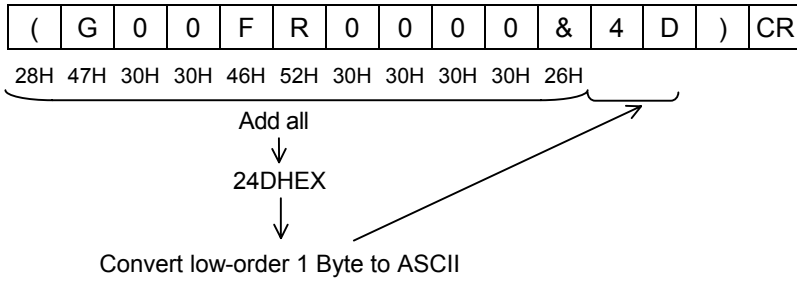 ( G 0 0 F R 0 0 0 0 & 4 D ) CR
28H 47H 30H 30H 46H 52H 30H 30H 30H 30H 26H
Add all
24DHEX
Convert low-order 1 Byte to ASCII